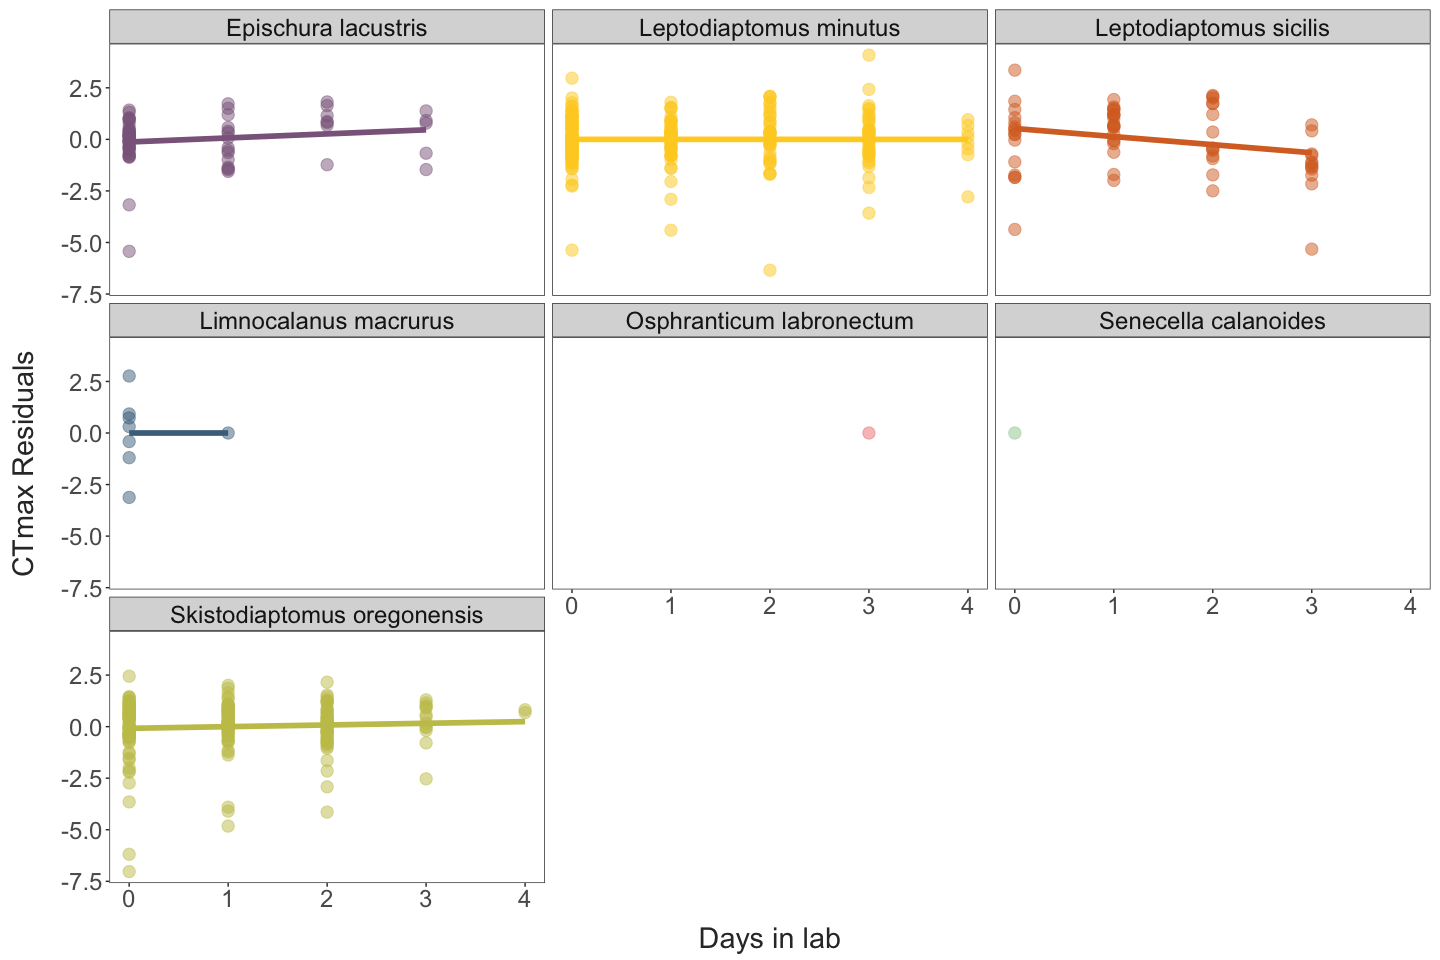 Epischura lacustris
Leptodiaptomus minutus
Leptodiaptomus sicilis
2.5
0.0
-2.5
-5.0
-7.5
Limnocalanus macrurus
Osphranticum labronectum
Senecella calanoides
2.5
0.0
-2.5
-5.0
-7.5
0 1 2 3 4
0 1 2 3 4
Skistodiaptomus oregonensis
2.5
0.0
-2.5
-5.0
-7.5
0 1 2 3 4
CTmax Residuals
Days in lab